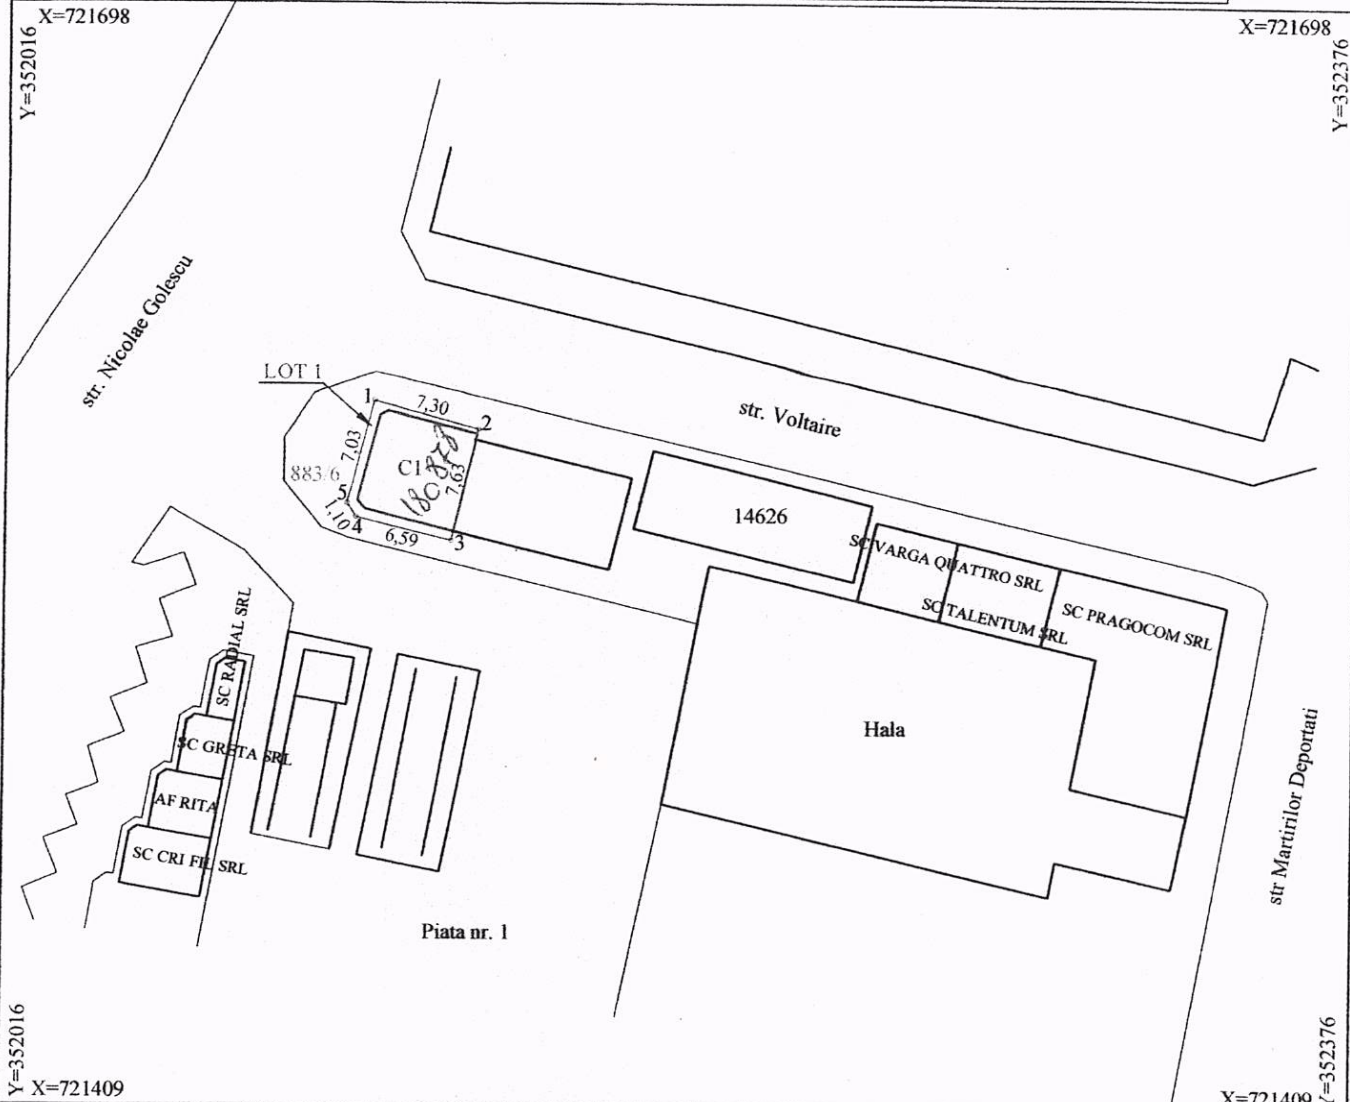 X=721698
X=721698
Y=352016
Y=352376
str. Nicolae Golescu
LOT 1
1
7,30
2
str. Voltaire
7,03
C1
180878
7,63
883/6
5
1,10
4
6,59
3
14626
SC VARGA QUATTRO SRL
SC TALENTUM SRL
SC PRAGOCOM SRL
SC RADIAL SRL
SC GRETA SRL
AF RITA
SC CRI FIL SRL
Hala
str Martirilor Deportati
Piata nr. 1
Y=352016
X=721409
X=721409
Y=352376